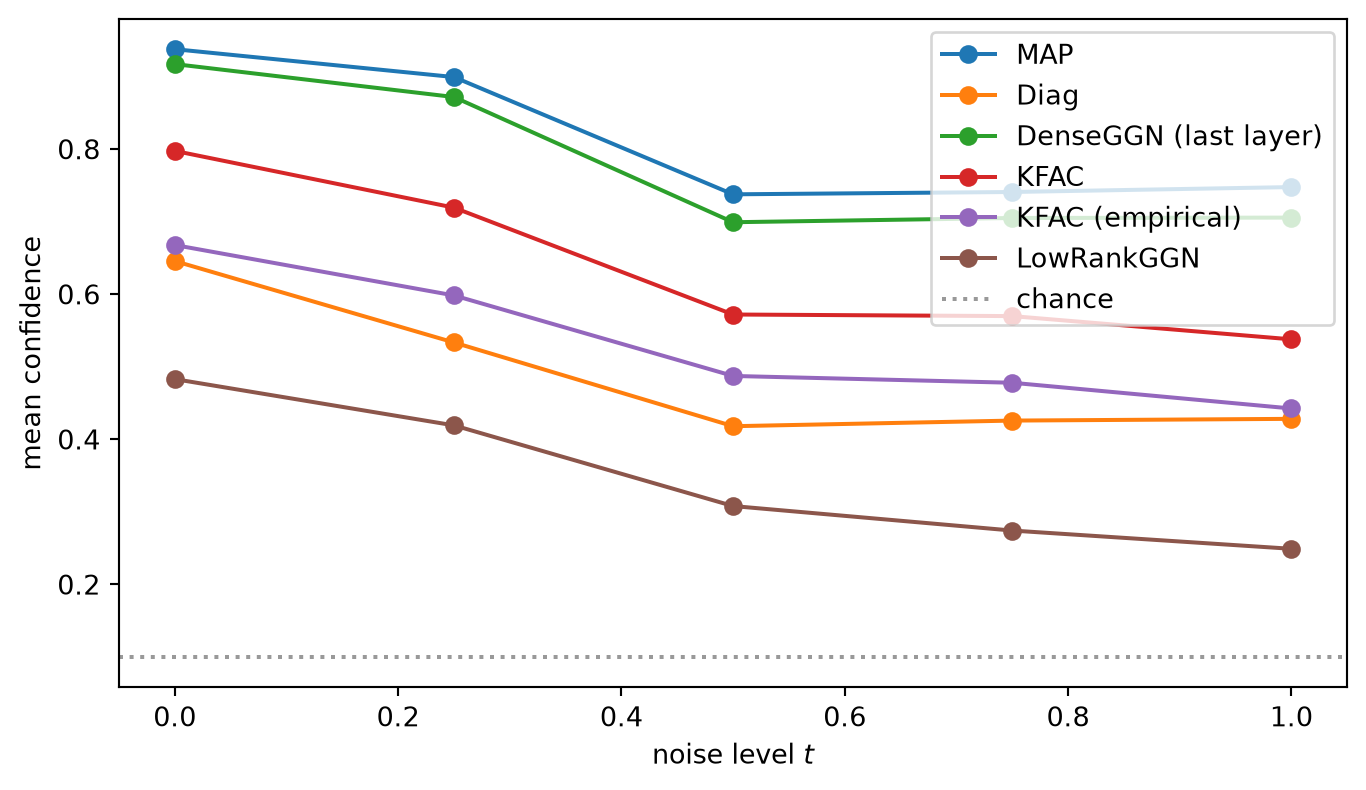 MAP
Diag
DenseGGN (last layer)
KFAC
KFAC (empirical)
LowRankGGN
chance
mean confidence
0.8
0.6
0.4
0.2
0.0 0.2 0.4 0.6 0.8 1.0
noise level t